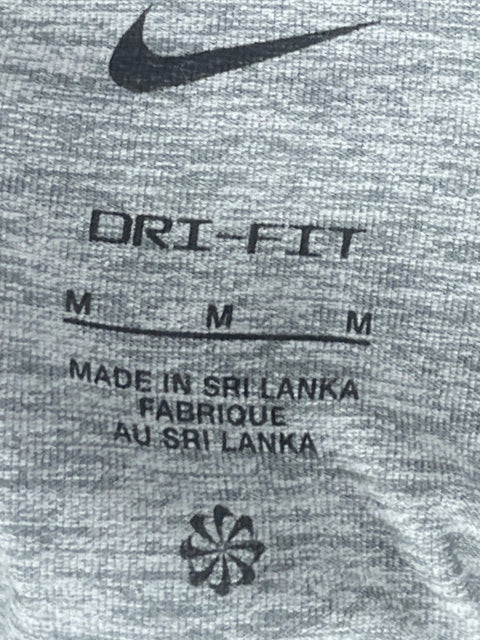 DRI-FIT
M M M
MADE IN SRI LANKA
FABRIQUE
AU SRI LANKA